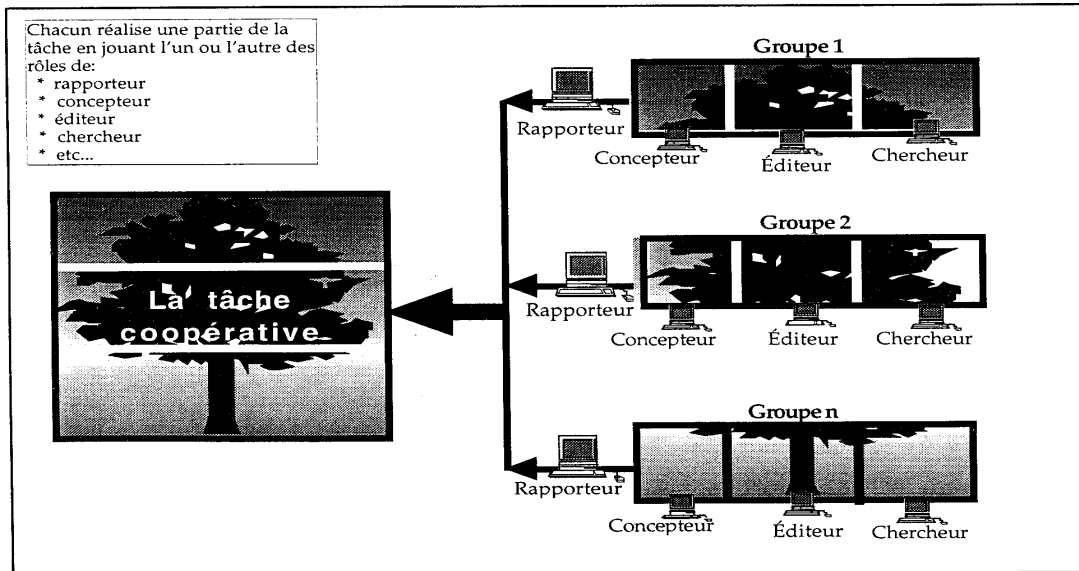 Chacun réalise une partie de la
tâche en jouant l'un ou l'autre des
rôles de:
* rapporteur
* concepteur
* éditeur
* chercheur
* etc...
La tâche
coopérative
Groupe 1
Rapporteur
Concepteur
Éditeur
Chercheur
Groupe 2
Rapporteur
Concepteur
Éditeur
Chercheur
Groupe n
Rapporteur
Concepteur
Éditeur
Chercheur